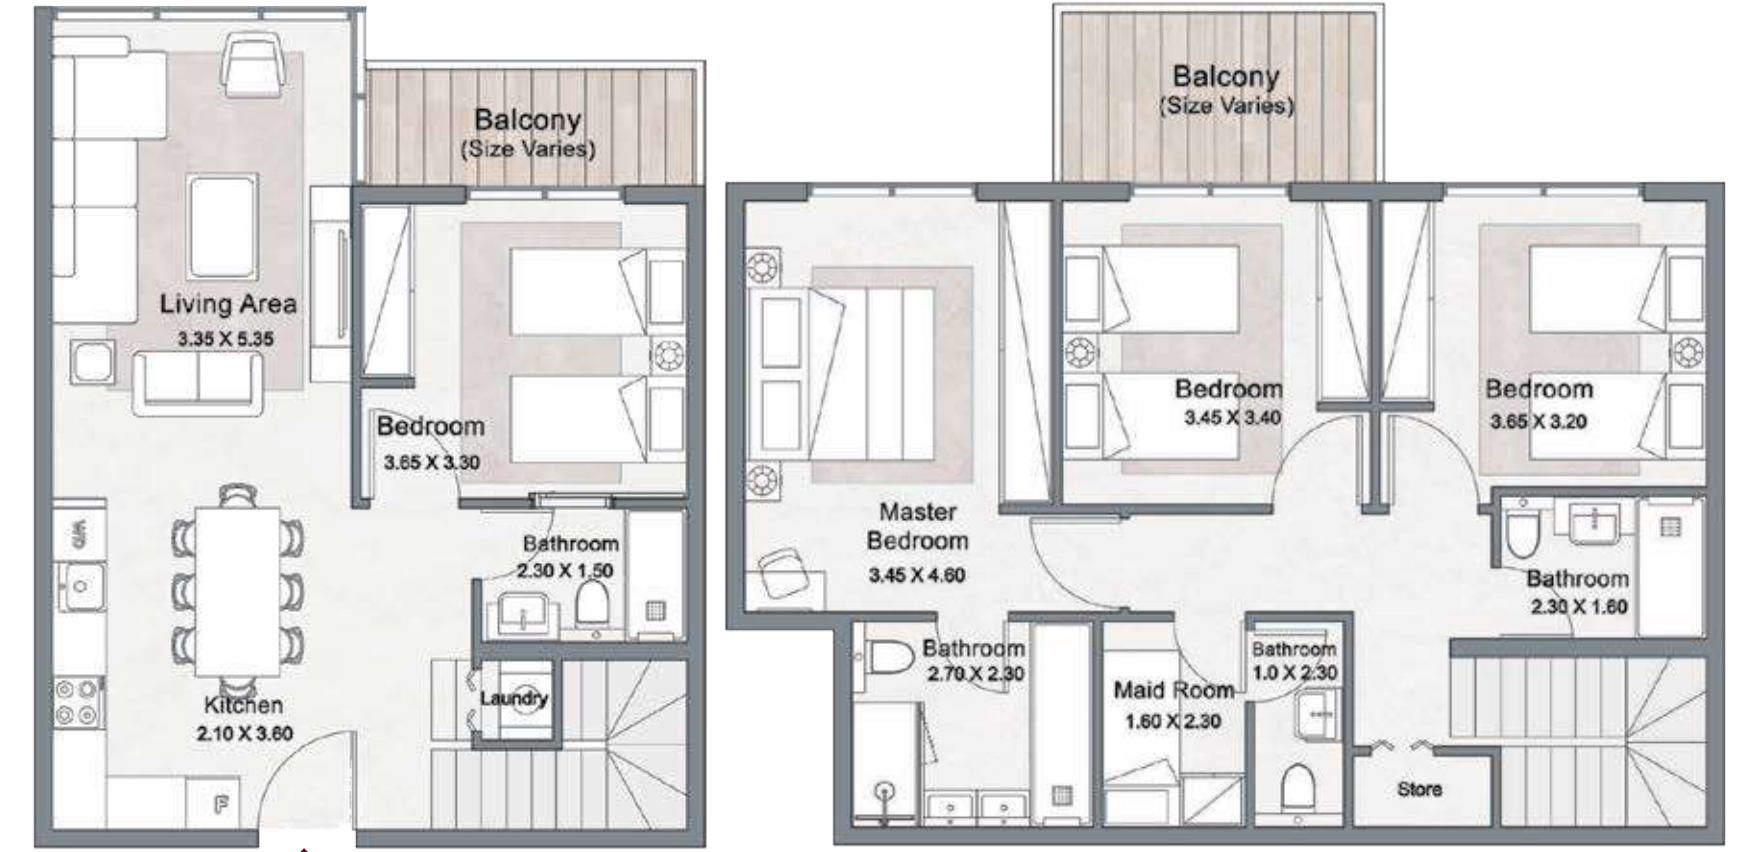 Balcony
(Size Varies)
Living Area
3.35 X 5.35
Bedroom
3.65 X 3.30
Bathroom
2.30 X 1.50
W/D
Laundry
Kitchen
2.10 X 3.60
F
Balcony
(Size Varies)
Bedroom
3.45 X 3.40
Bedroom
3.65 X 3.20
Master
Bedroom
3.45 X 4.60
Bathroom
2.30 X 1.60
Bathroom
2.70 X 2.30
Maid Room
1.60 X 2.30
Bathroom
1.0 X 2.30
Store